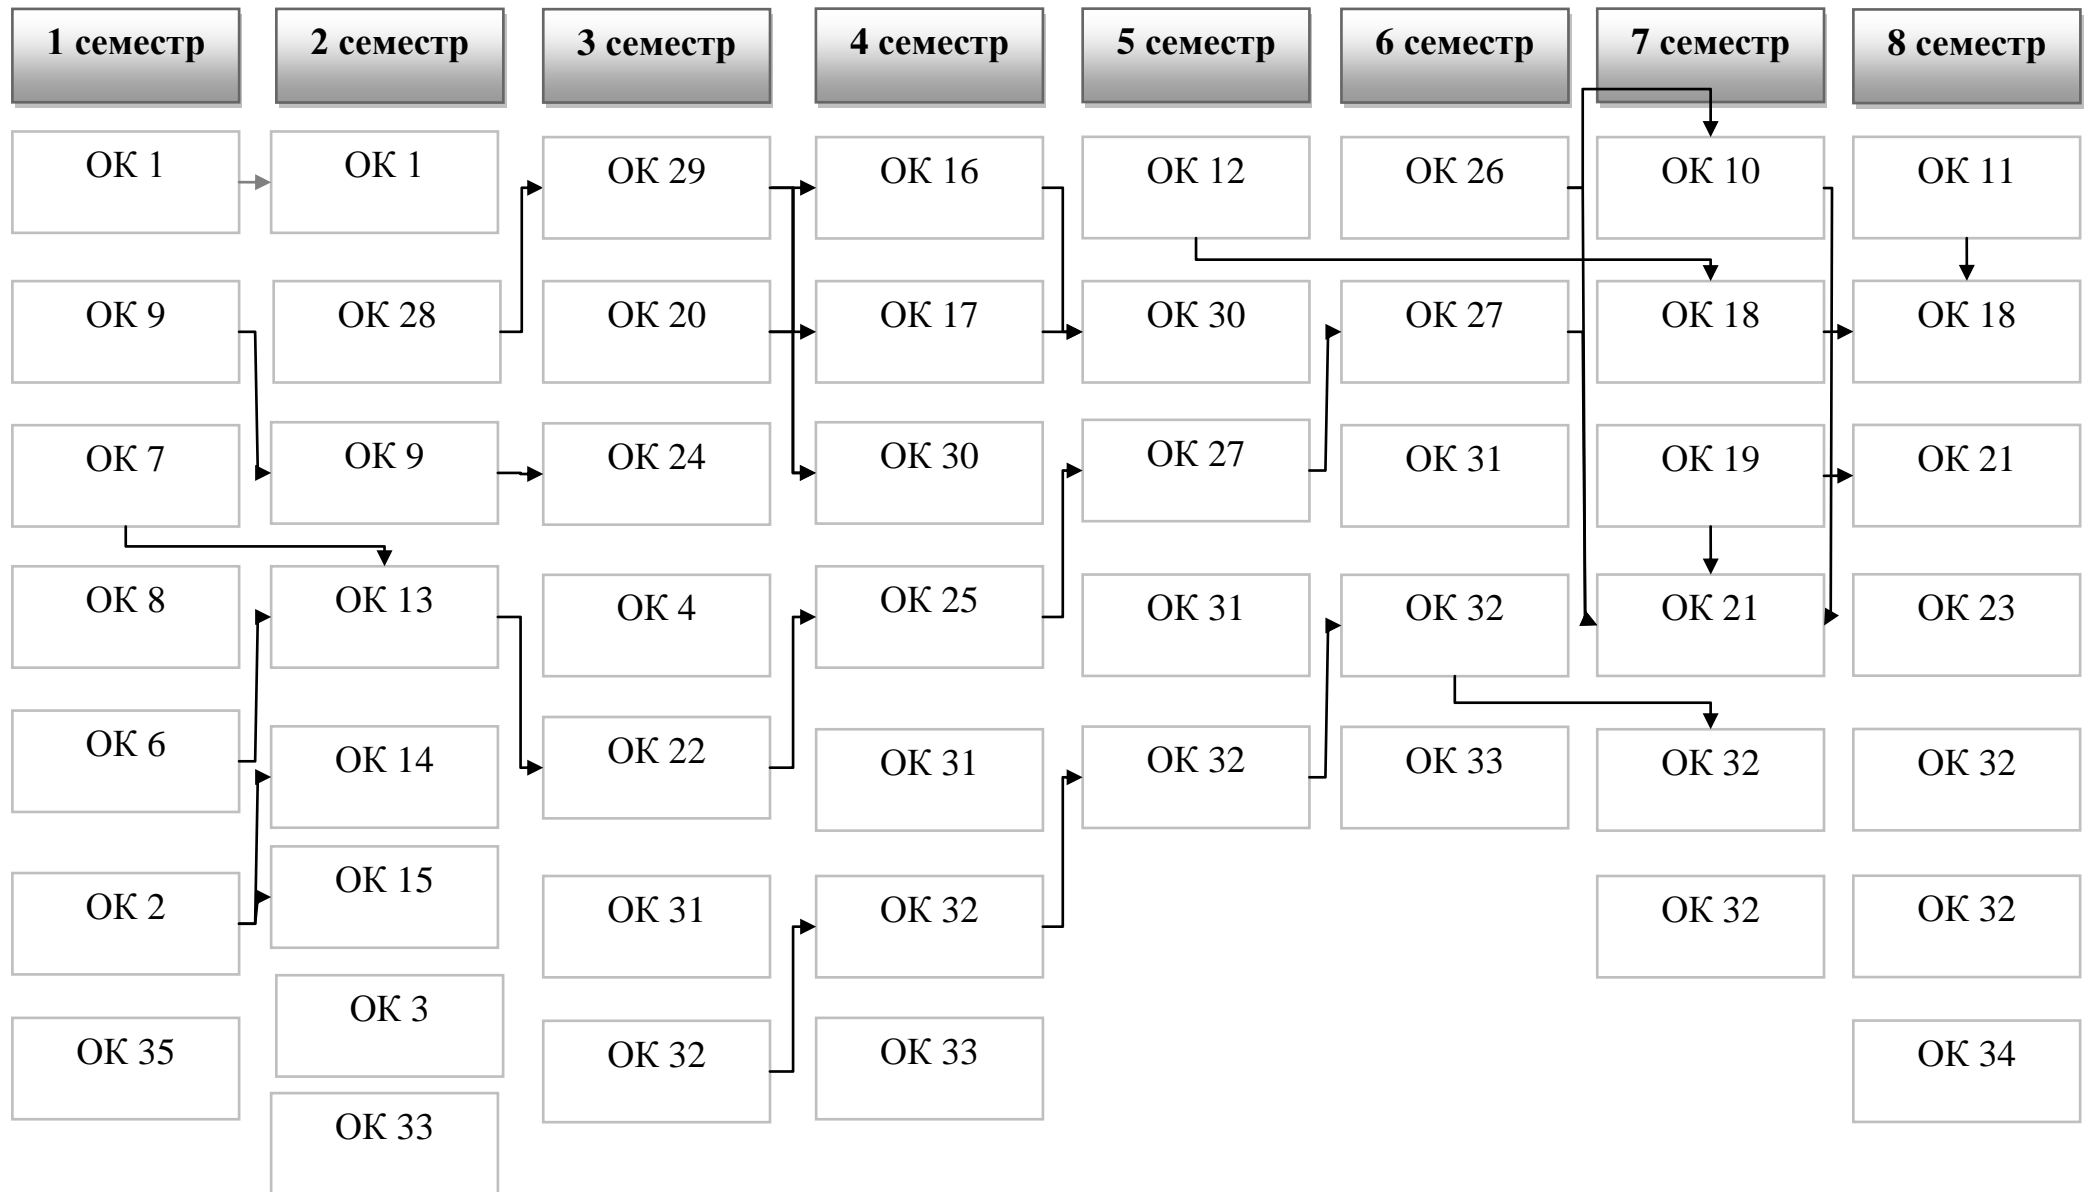 1 семестр
2 семестр
3 семестр
4 семестр
5 семестр
6 семестр
7 семестр
8 семестр
ОК 1
ОК 1
ОК 29
ОК 16
ОК 12
ОК 26
ОК 10
ОК 11
ОК 9
ОК 28
ОК 20
ОК 17
ОК 30
ОК 27
ОК 18
ОК 18
ОК 7
ОК 9
ОК 24
ОК 30
ОК 27
ОК 31
ОК 19
ОК 21
ОК 8
ОК 13
ОК 4
ОК 25
ОК 31
ОК 32
ОК 21
ОК 23
ОК 6
ОК 14
ОК 22
ОК 31
ОК 32
ОК 33
ОК 32
ОК 32
ОК 2
ОК 15
ОК 31
ОК 32
ОК 32
ОК 32
ОК 35
ОК 3
ОК 32
ОК 33
ОК 34
ОК 33